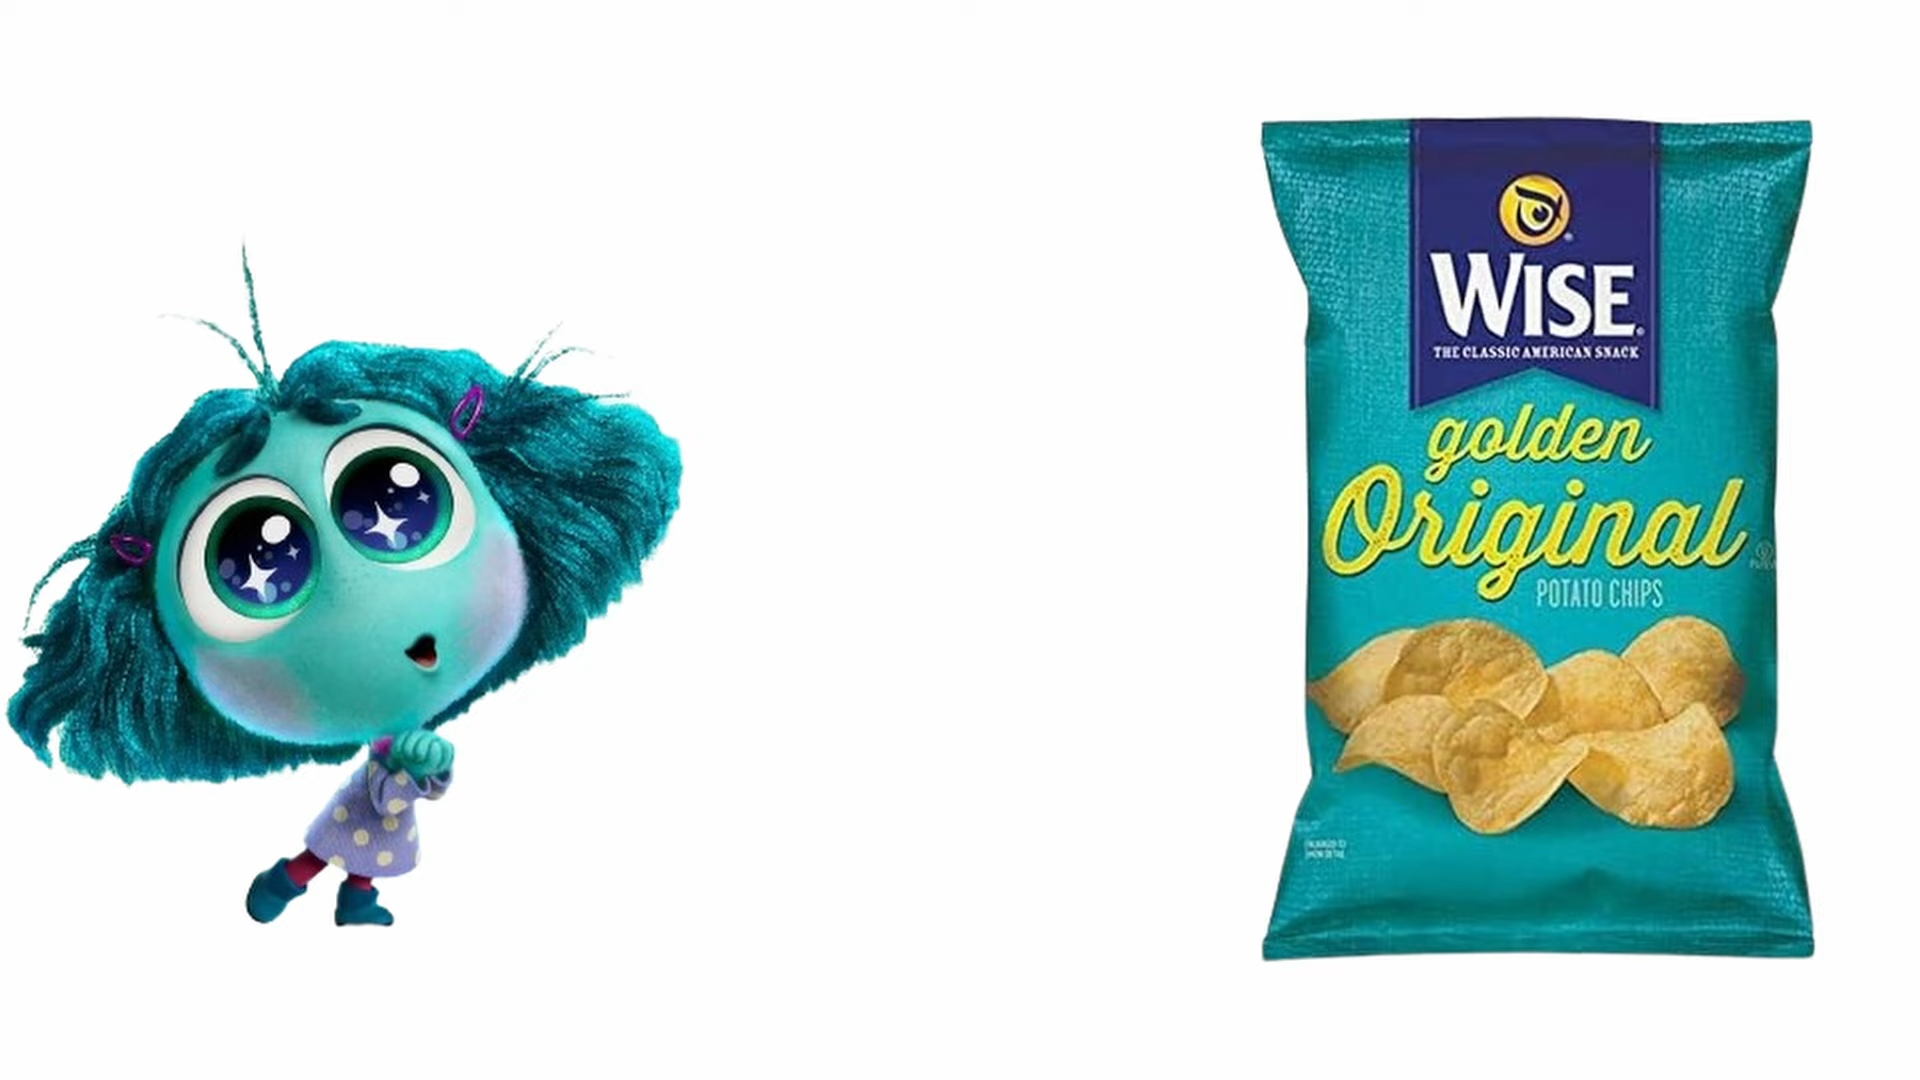 WISE
THE CLASSIC AMERICAN SNACK
golden
Original
POTATO CHIPS